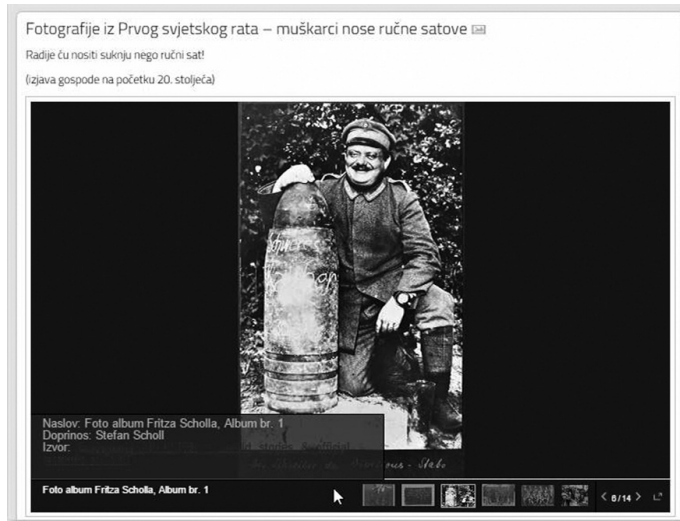 Fotografije iz Prvog svjetskog rata – muškarci nose ručne satove
Radije ću nositi suknju nego ručni sat!
(izjava gospode na početku 20. stoljeća)
Naslov: Foto album Fritza Scholla, Album br. 1
Doprinos: Stefan Scholl
Izvor:
Foto album Fritza Scholla, Album br. 1
6/14